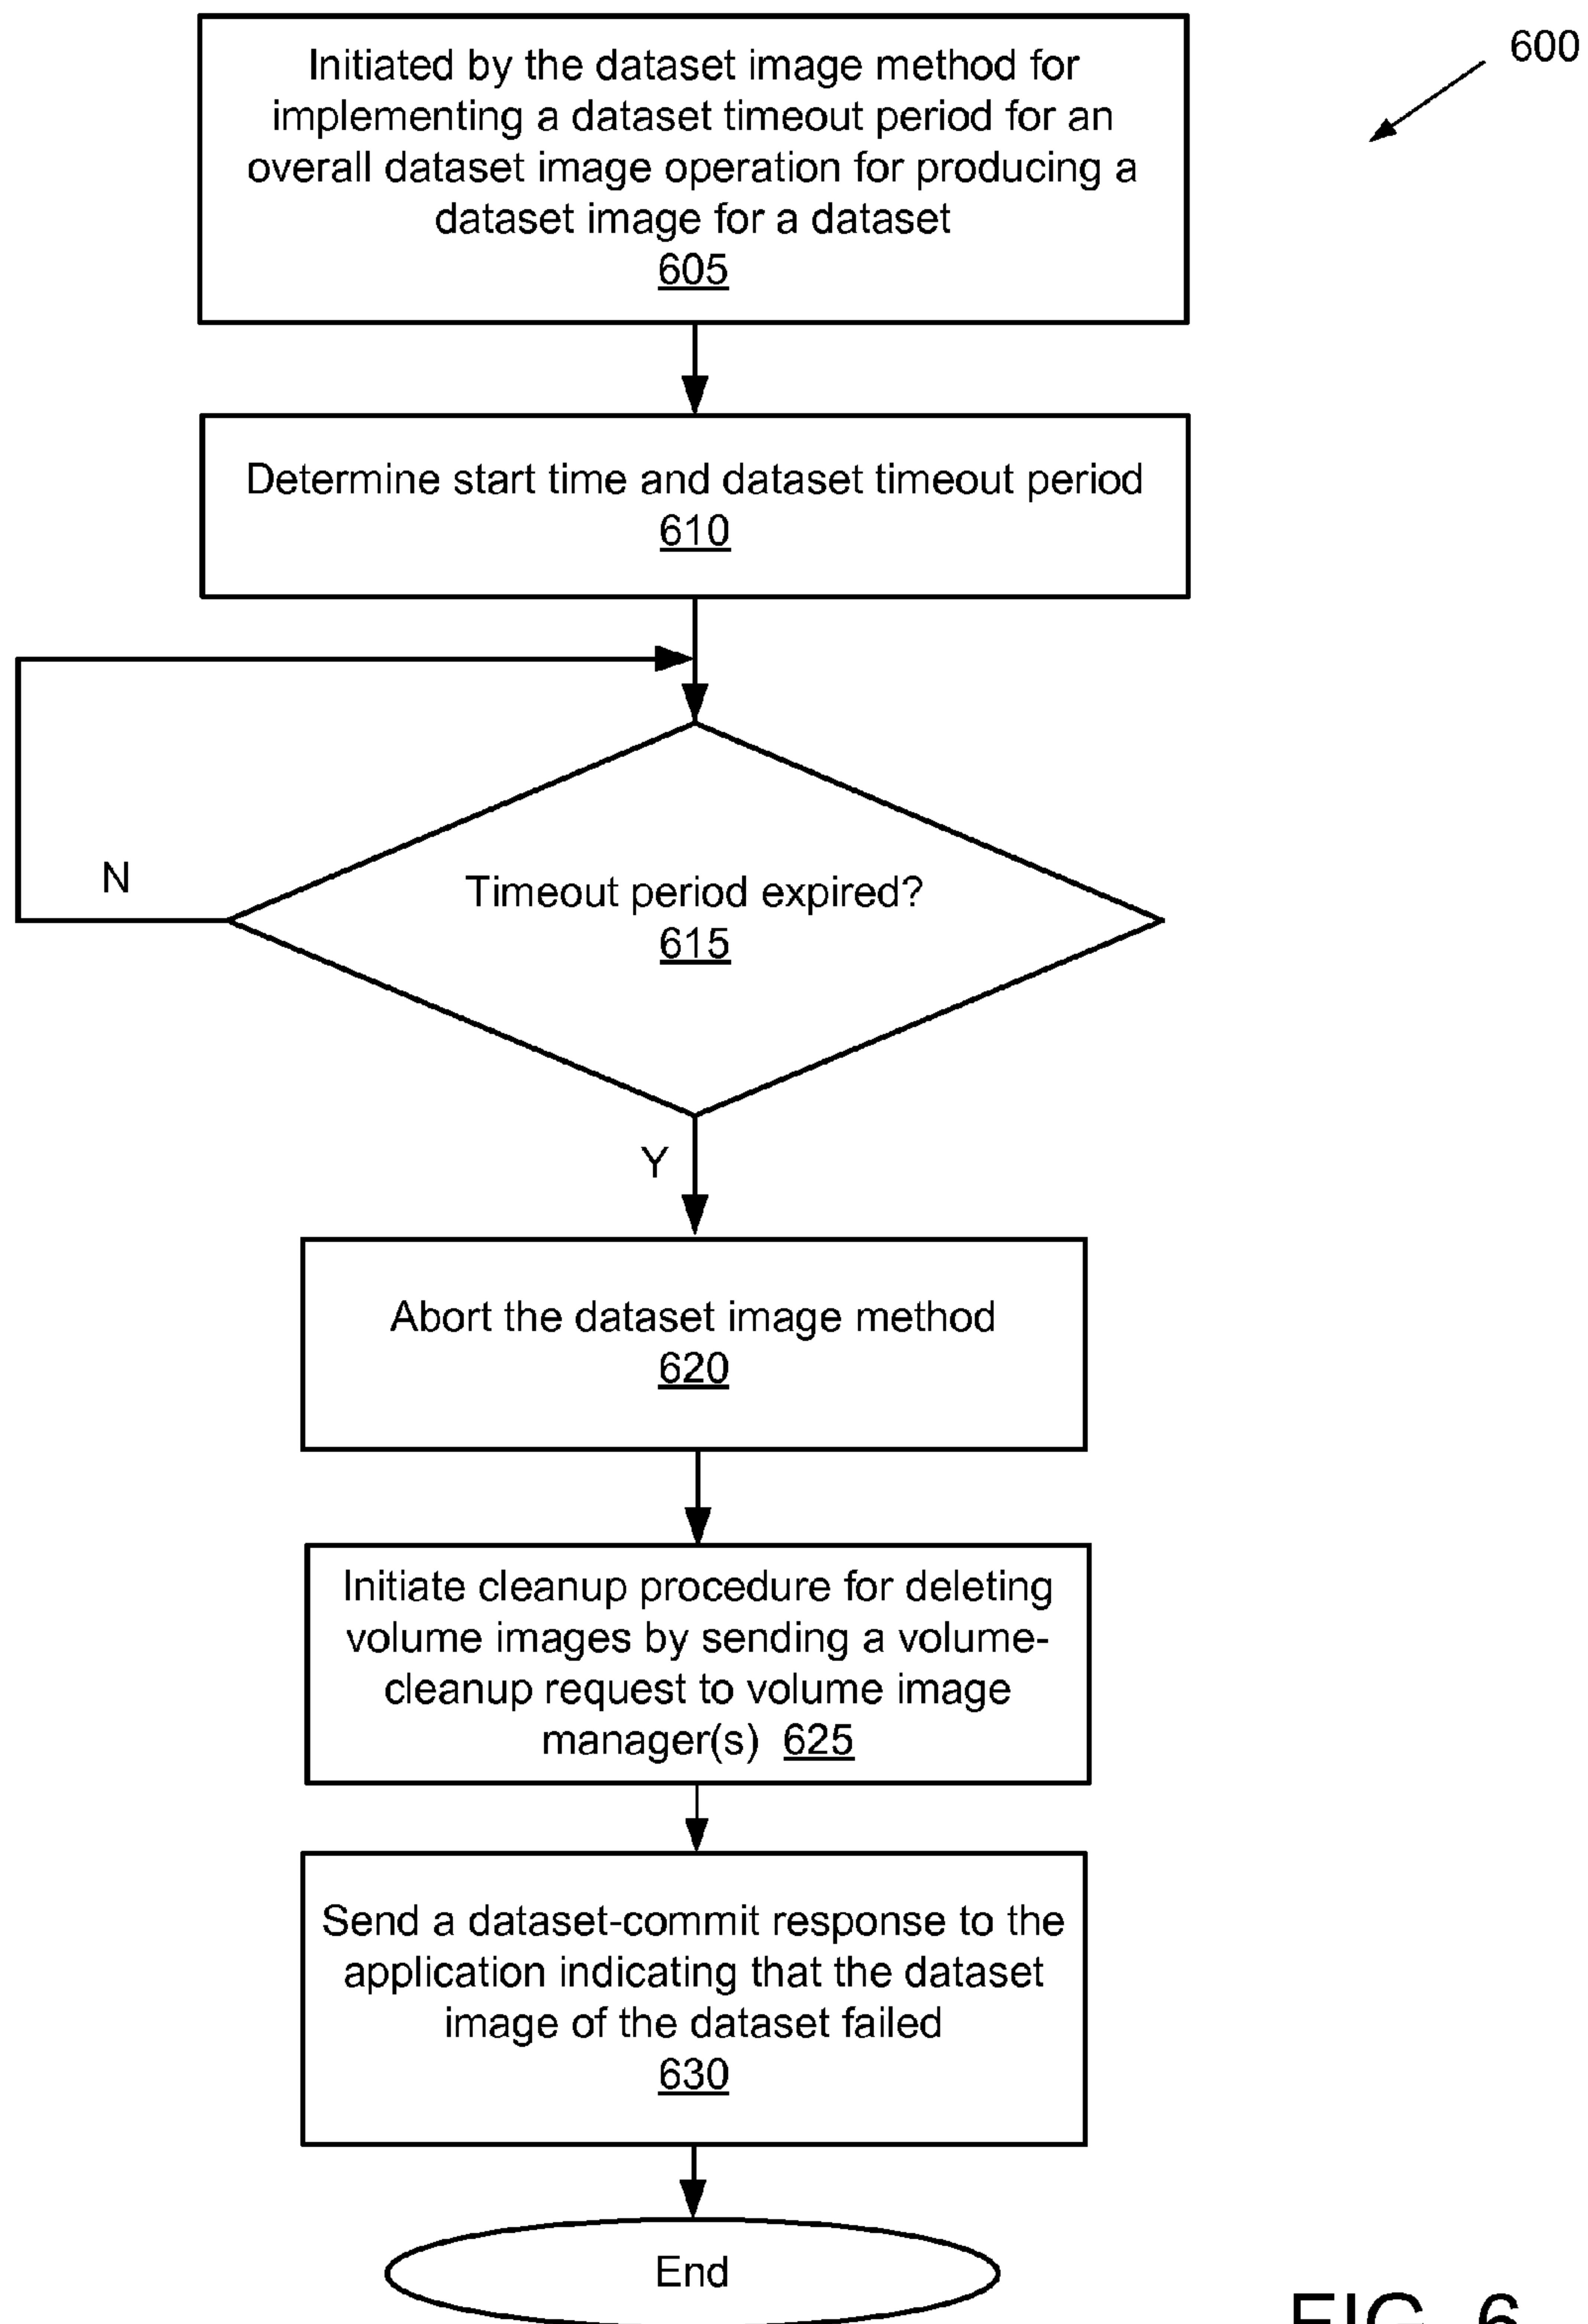 600
Initiated by the dataset image method for
implementing a dataset timeout period for an
overall dataset image operation for producing a
dataset image for a dataset
605
Determine start time and dataset timeout period
610
N
Timeout period expired?
615
Y
Abort the dataset image method
620
Initiate cleanup procedure for deleting
volume images by sending a volume-
cleanup request to volume image
manager(s) 625
Send a dataset-commit response to the
application indicating that the dataset
image of the dataset failed
630
End
FIG. 6